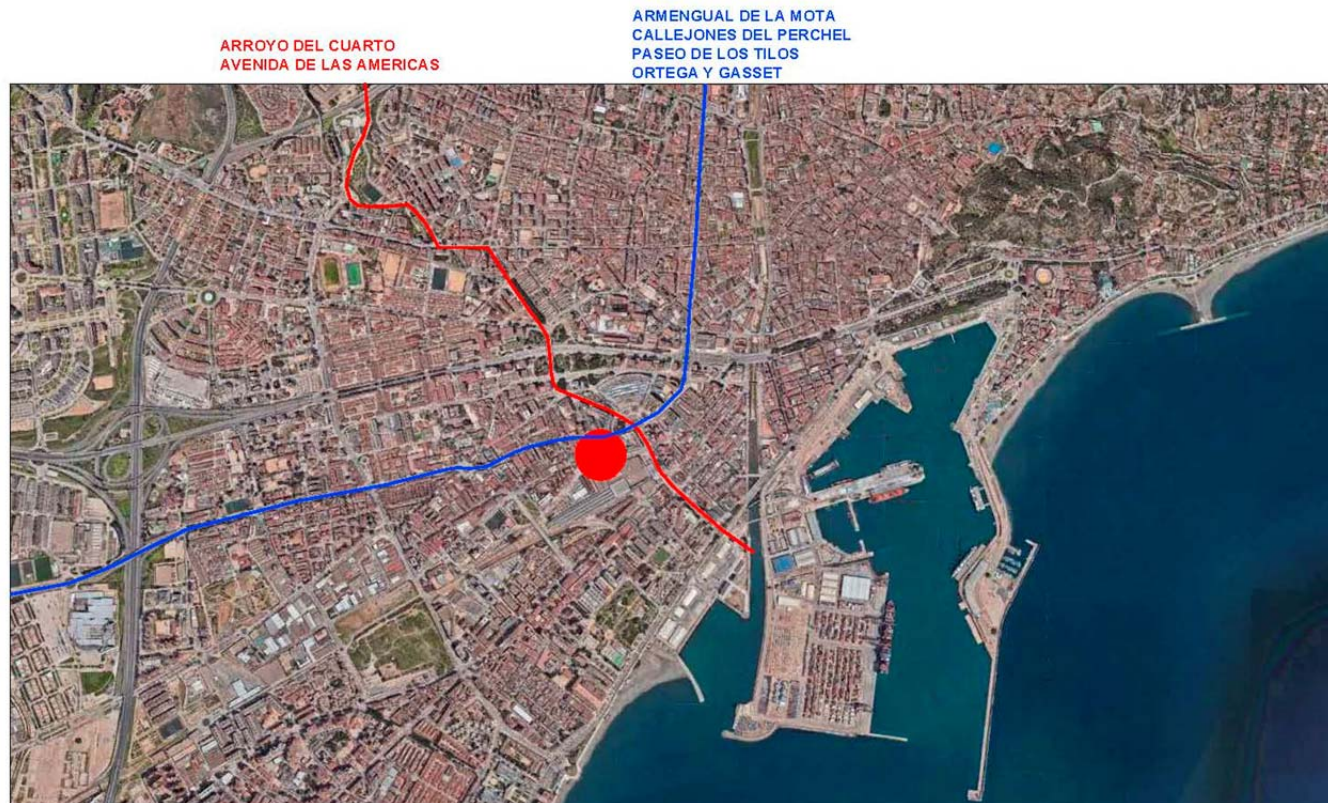 ARROYO DEL CUARTO
AVENIDA DE LAS AMERICAS
ARMENGUAL DE LA MOTA
CALLEJONES DEL PERCHEL
PASEO DE LOS TILOS
ORTEGA Y GASSET